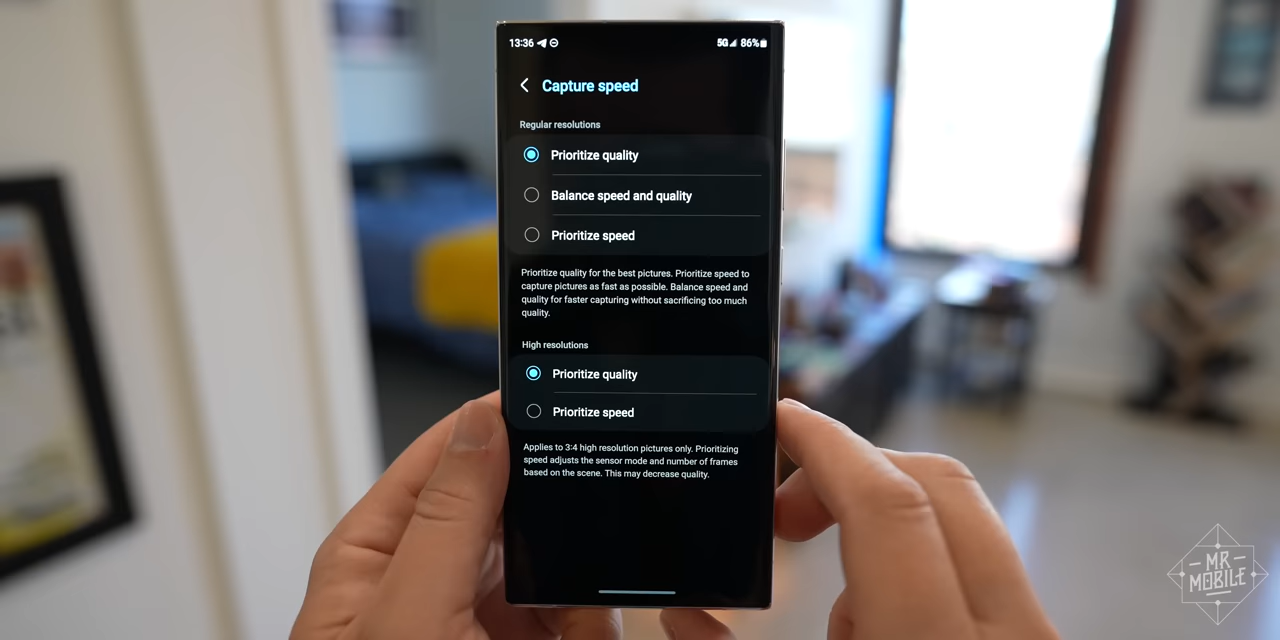 13:36 5G 86%
Capture speed
Regular resolutions
Prioritize quality
Balance speed and quality
Prioritize speed
Prioritize quality for the best pictures. Prioritize speed to
capture pictures as fast as possible. Balance speed and
quality for faster capturing without sacrificing too much
quality.
High resolutions
Prioritize quality
Prioritize speed
Applies to 3:4 high resolution pictures only. Prioritizing
speed adjusts the sensor mode and number of frames
based on the scene. This may decrease quality.
MR
MOBILE